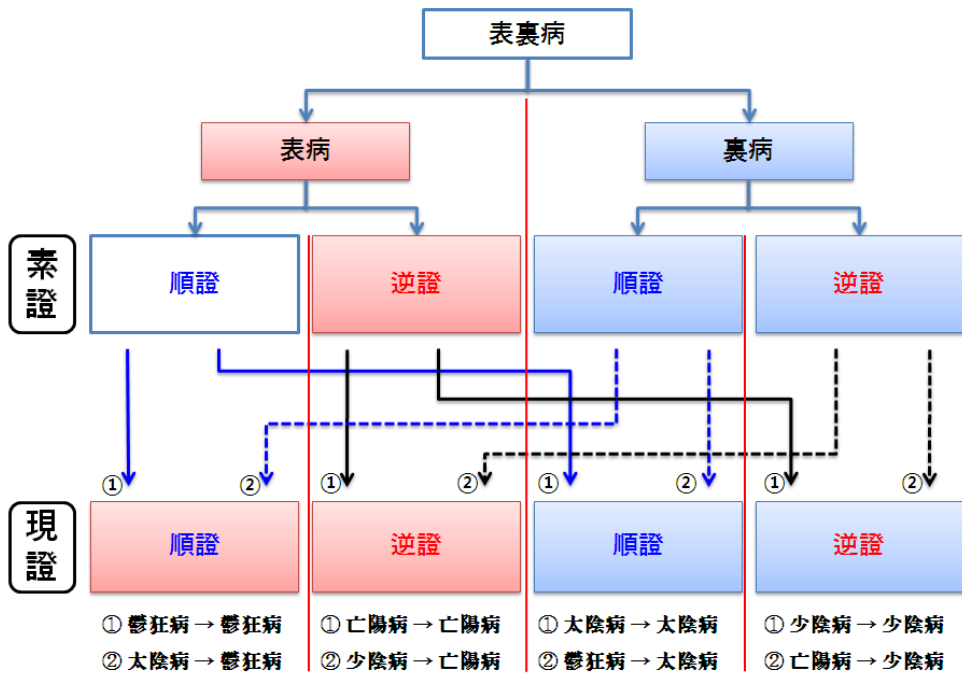 表裏病
表病
裏病
素證
順證
逆證
順證
逆證
①
②
①
②
①
②
①
②
現證
順證
逆證
順證
逆證
① 鬱狂病 → 鬱狂病
② 太陰病 → 鬱狂病
① 亡陽病 → 亡陽病
② 少陰病 → 亡陽病
① 太陰病 → 太陰病
② 鬱狂病 → 太陰病
① 少陰病 → 少陰病
② 亡陽病 → 少陰病